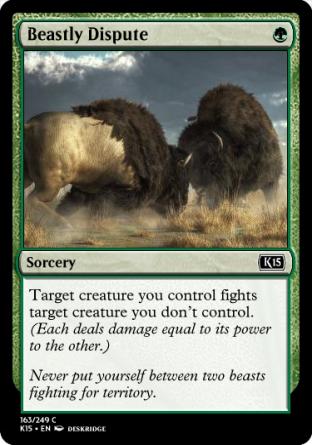 Beastly Dispute
Sorcery
K15
Target creature you control fights
target creature you don't control.
(Each deals damage equal to its power
to the other.)
Never put yourself between two beasts
fighting for territory.
163/249 C
K15 • EN DESKRIDGE